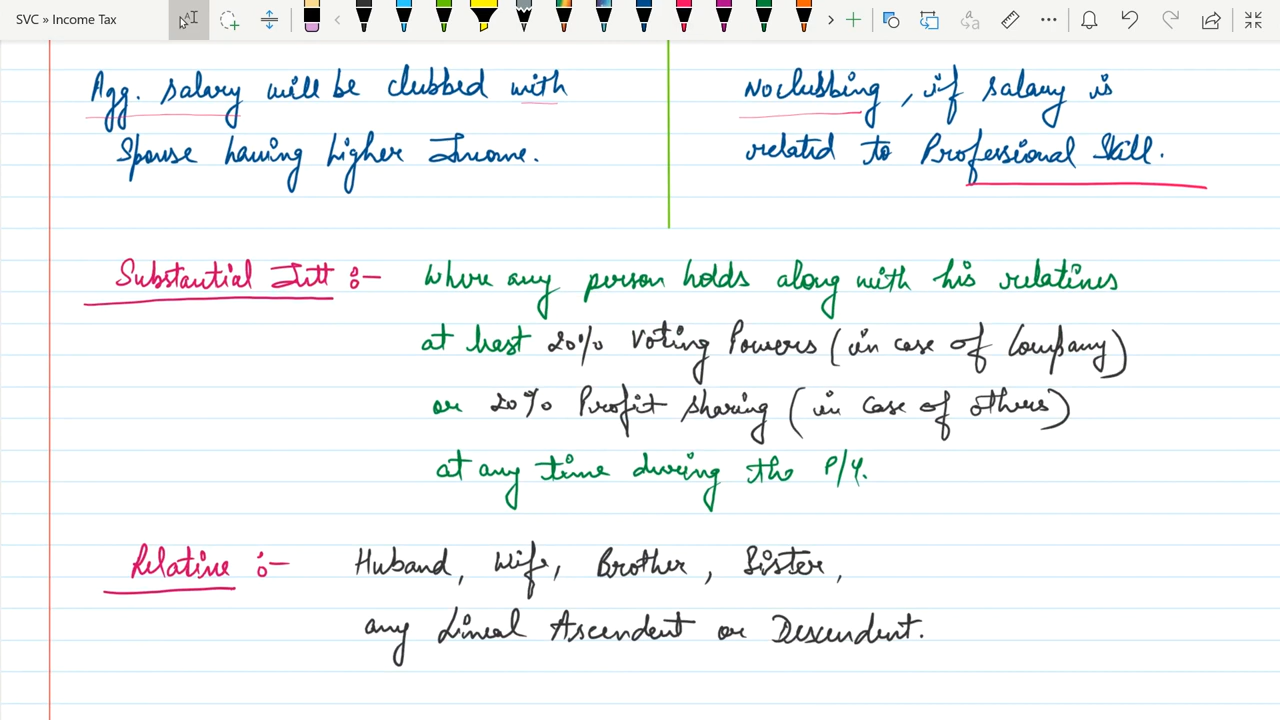 SVC » Income Tax
Agg. salary will be clubbed with
Spouse having higher Income.
No clubbing, if salary is
related to Professional Skill.
Substantial Intt :-
Where any person holds along with his relatives
at least 20% Voting Powers (in case of Company)
or 20% Profit Sharing (in case of others)
at any time during the P/Y.
Relative :-
Huband, Wife, Brother, Sister,
any Lineal Ascendent or Descendent.